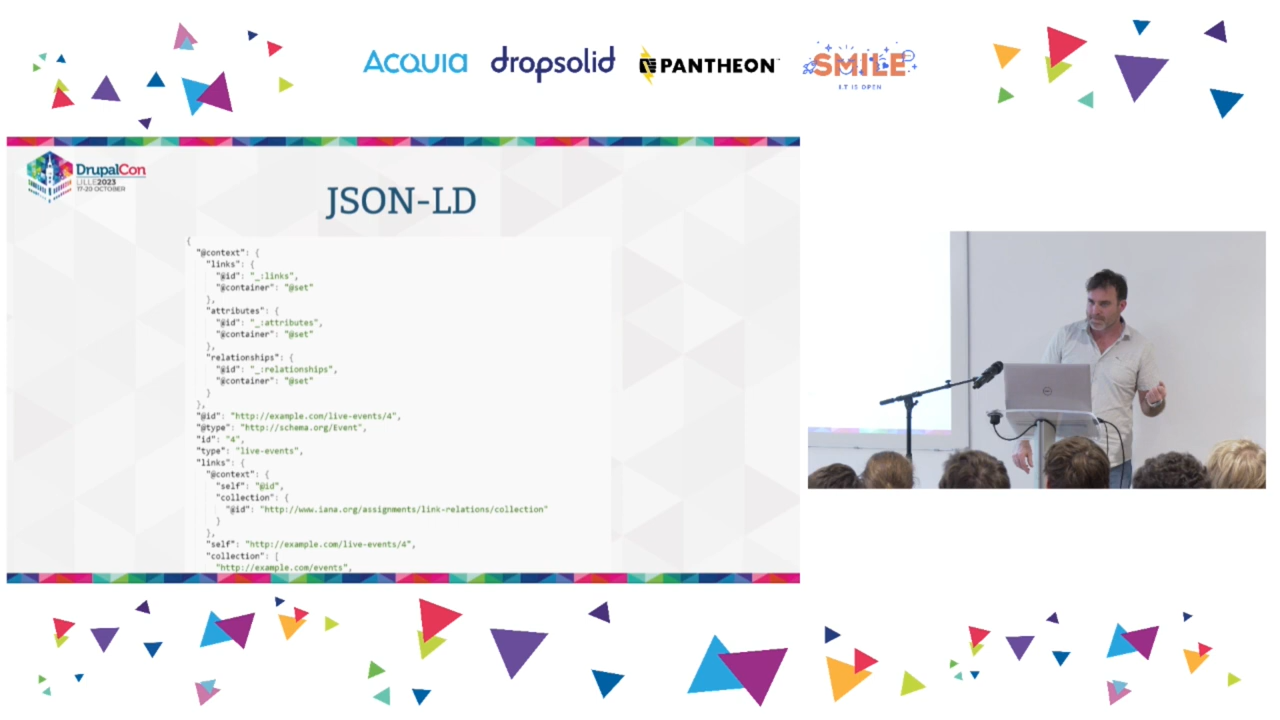 ACQUIA dropsolid PANTHEON SMILE
I.T IS OPEN
DrupalCon
LILLE2023
17-20 OCTOBER
JSON-LD
{
"@context": {
"links": {
"@id": "_:links",
"@container": "@set"
},
"attributes": {
"@id": "_:attributes",
"@container": "@set"
},
"relationships": {
"@id": "_:relationships",
"@container": "@set"
}
},
"@id": "http://example.com/live-events/4",
"@type": "http://schema.org/Event",
"id": "4",
"type": "live-events",
"links": {
"@context": {
"self": "@id",
"collection": {
"@id": "http://www.iana.org/assignments/link-relations/collection"
}
},
"self": "http://example.com/live-events/4",
"collection": [
"http://example.com/events",
DELL